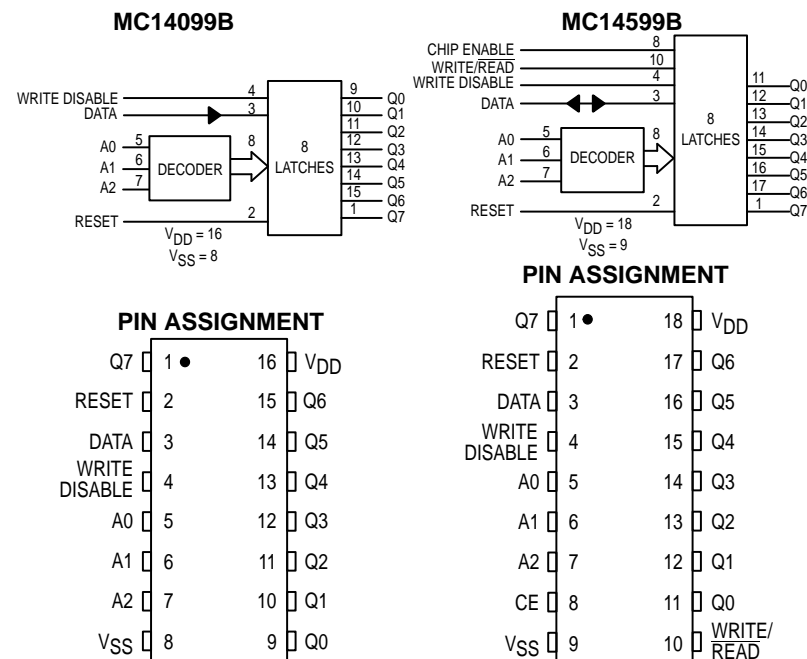 MC14099B
WRITE DISABLE 4
DATA 3
A0 5
A1 6
A2 7
DECODER
8
8
LATCHES
RESET 2
9 Q0
10 Q1
11 Q2
12 Q3
13 Q4
14 Q5
15 Q6
1 Q7
VDD = 16
VSS = 8
MC14599B
CHIP ENABLE 8
WRITE/READ 10
WRITE DISABLE 4
DATA 3
A0 5
A1 6
A2 7
DECODER
8
8
LATCHES
RESET 2
11 Q0
12 Q1
13 Q2
14 Q3
15 Q4
16 Q5
17 Q6
1 Q7
VDD = 18
VSS = 9
PIN ASSIGNMENT
Q7 1 16 VDD
RESET 2 15 Q6
DATA 3 14 Q5
WRITE
DISABLE 4 13 Q4
A0 5 12 Q3
A1 6 11 Q2
A2 7 10 Q1
VSS 8 9 Q0
PIN ASSIGNMENT
Q7 1 18 VDD
RESET 2 17 Q6
DATA 3 16 Q5
WRITE
DISABLE 4 15 Q4
A0 5 14 Q3
A1 6 13 Q2
A2 7 12 Q1
CE 8 11 Q0
VSS 9 10 WRITE/
READ